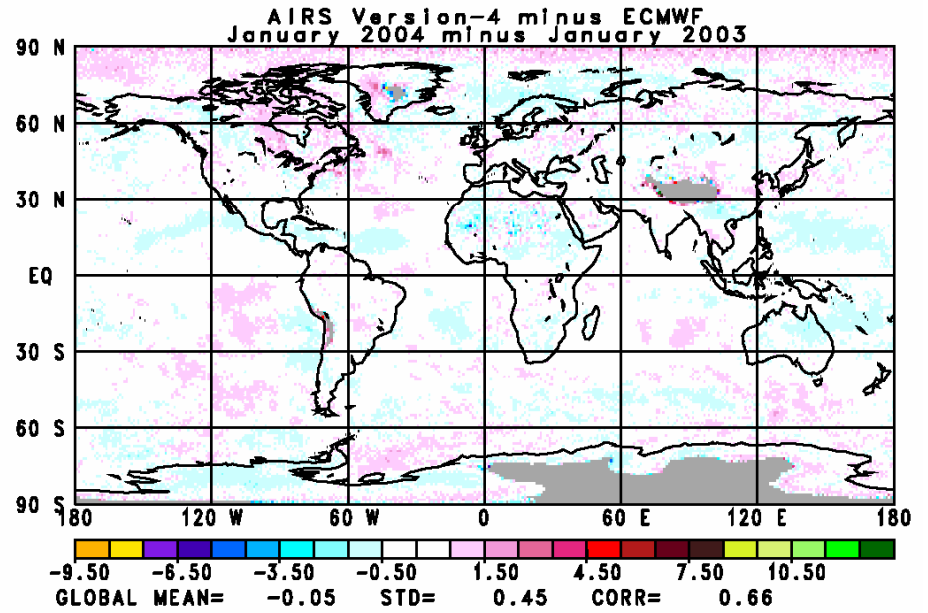 AIRS Version-4 minus ECMWF
January 2004 minus January 2003
90 N
60 N
30 N
EQ
30 S
60 S
90 S
180 120 W 60 W 0 60 E 120 E 180
-9.50 -6.50 -3.50 -0.50 1.50 4.50 7.50 10.50
GLOBAL MEAN= -0.05 STD= 0.45 CORR= 0.66